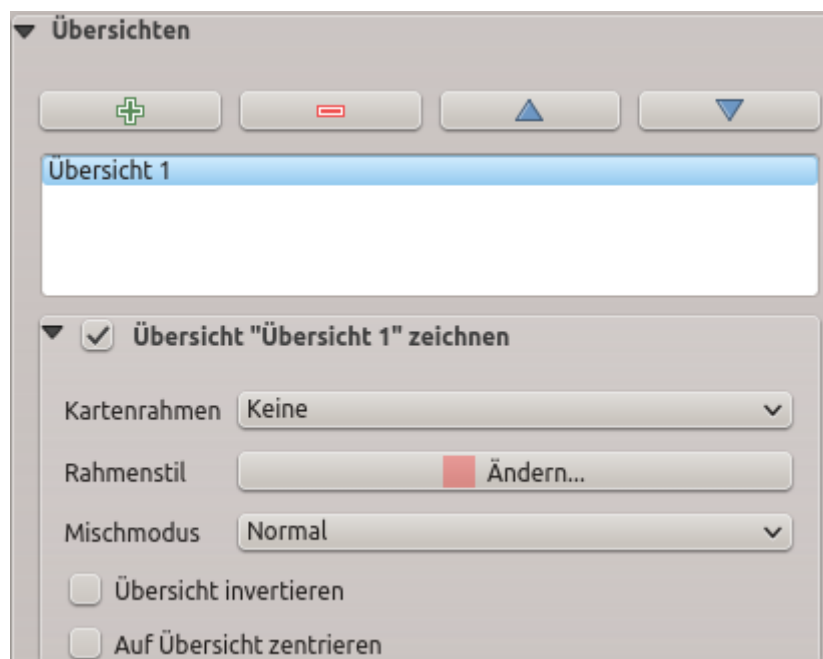 Übersichten
Übersicht 1
Übersicht "Übersicht 1" zeichnen
Kartenrahmen Keine
Rahmenstil Ändern...
Mischmodus Normal
Übersicht invertieren
Auf Übersicht zentrieren